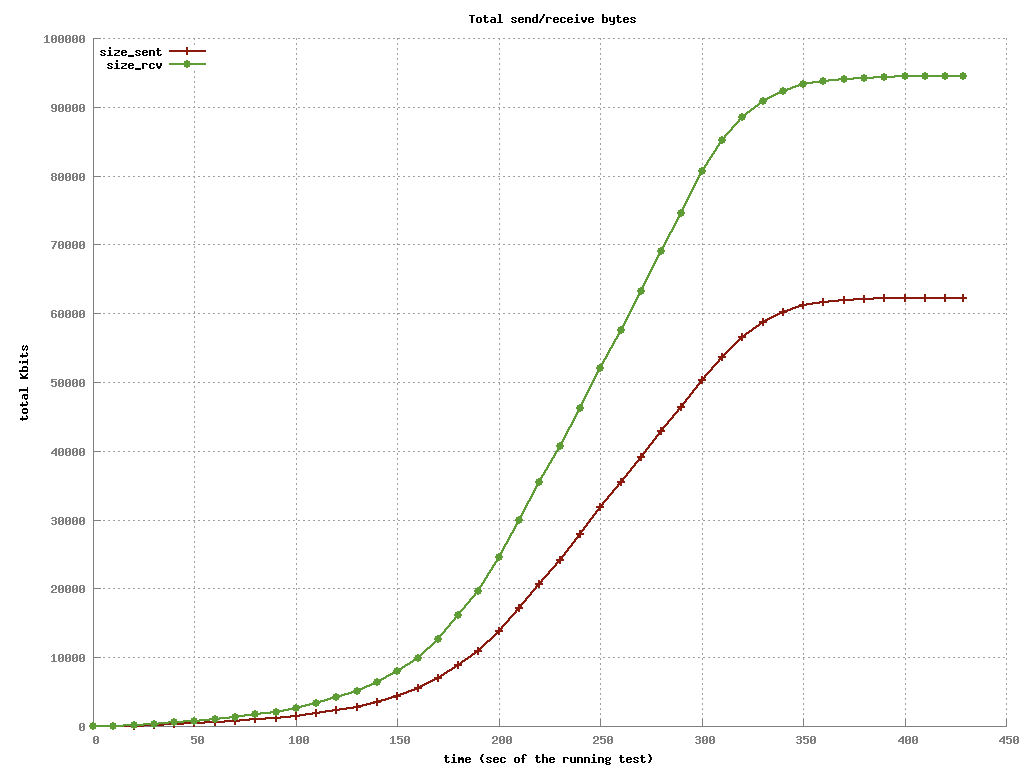 Total send/receive bytes
100000
90000
80000
70000
60000
50000
40000
30000
20000
10000
0
size_sent
size_rcv
total Kbits
0 50 100 150 200 250 300 350 400 450
time (sec of the running test)